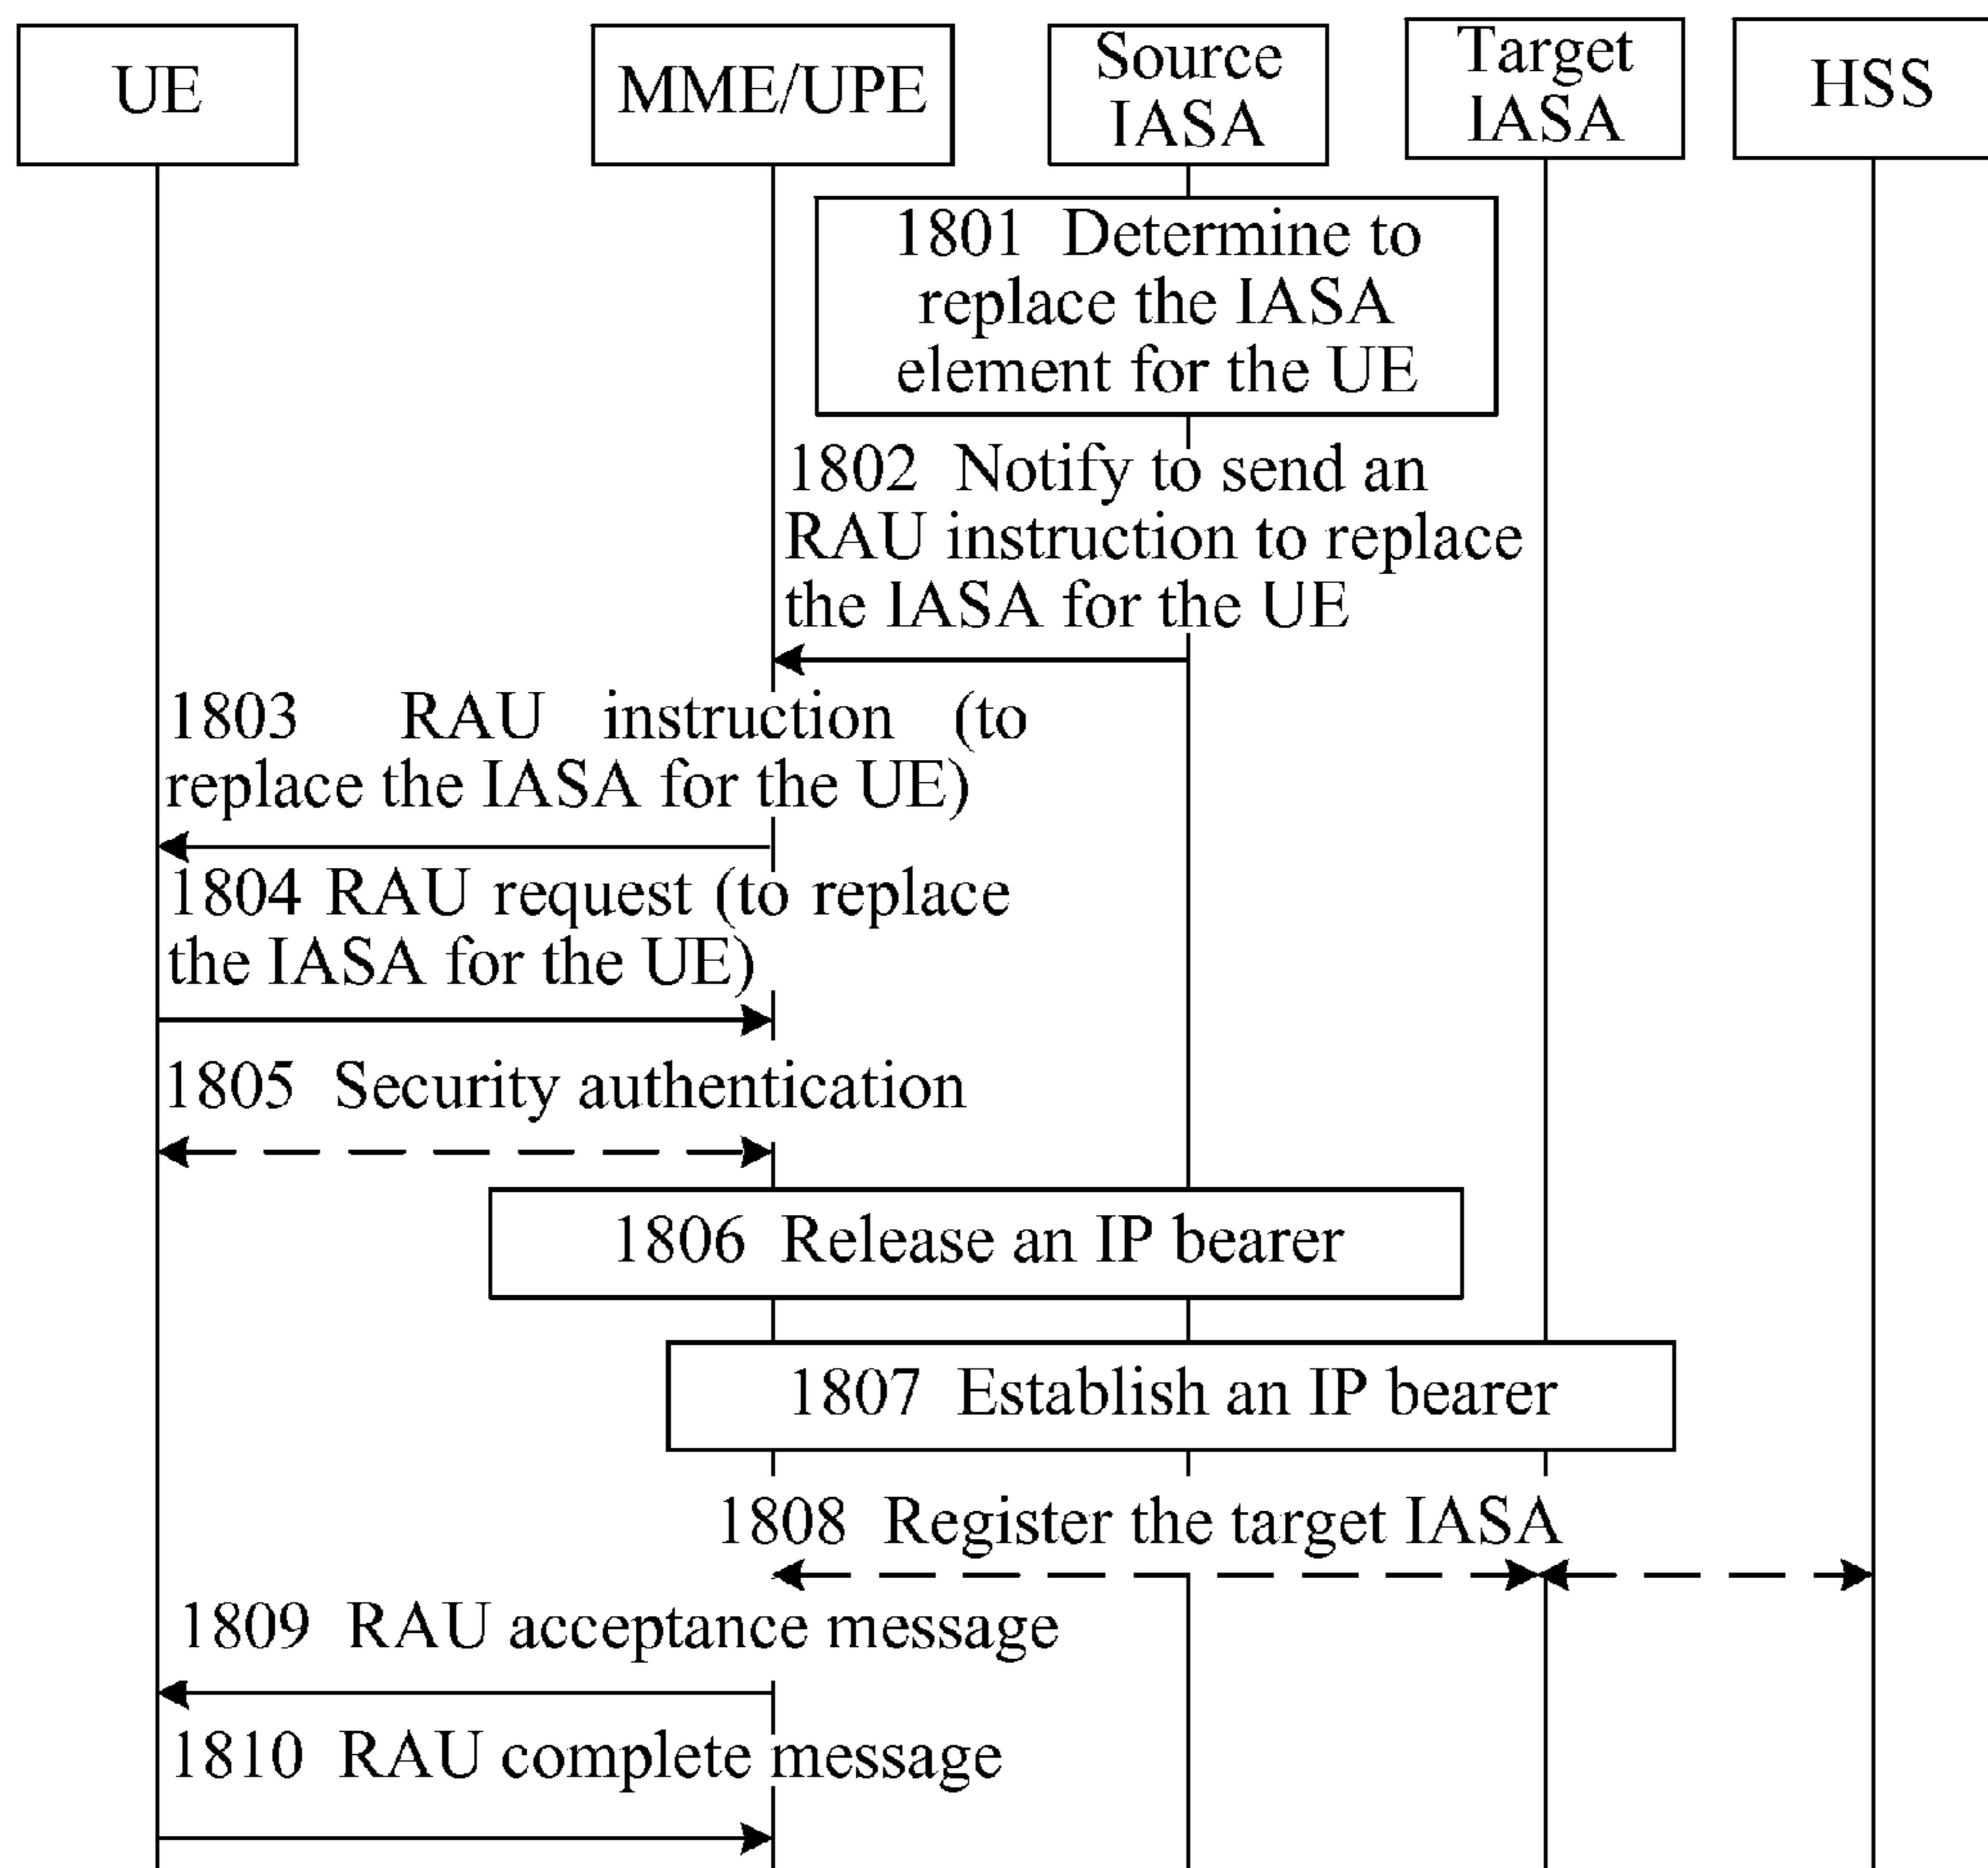 UE
MME/UPE
Source
IASA
Target
IASA
HSS
1801 Determine to
replace the IASA
element for the UE
1802 Notify to send an
RAU instruction to replace
the IASA for the UE
1803 RAU instruction (to
replace the IASA for the UE)
1804 RAU request (to replace
the IASA for the UE)
1805 Security authentication
1806 Release an IP bearer
1807 Establish an IP bearer
1808 Register the target IASA
1809 RAU acceptance message
1810 RAU complete message